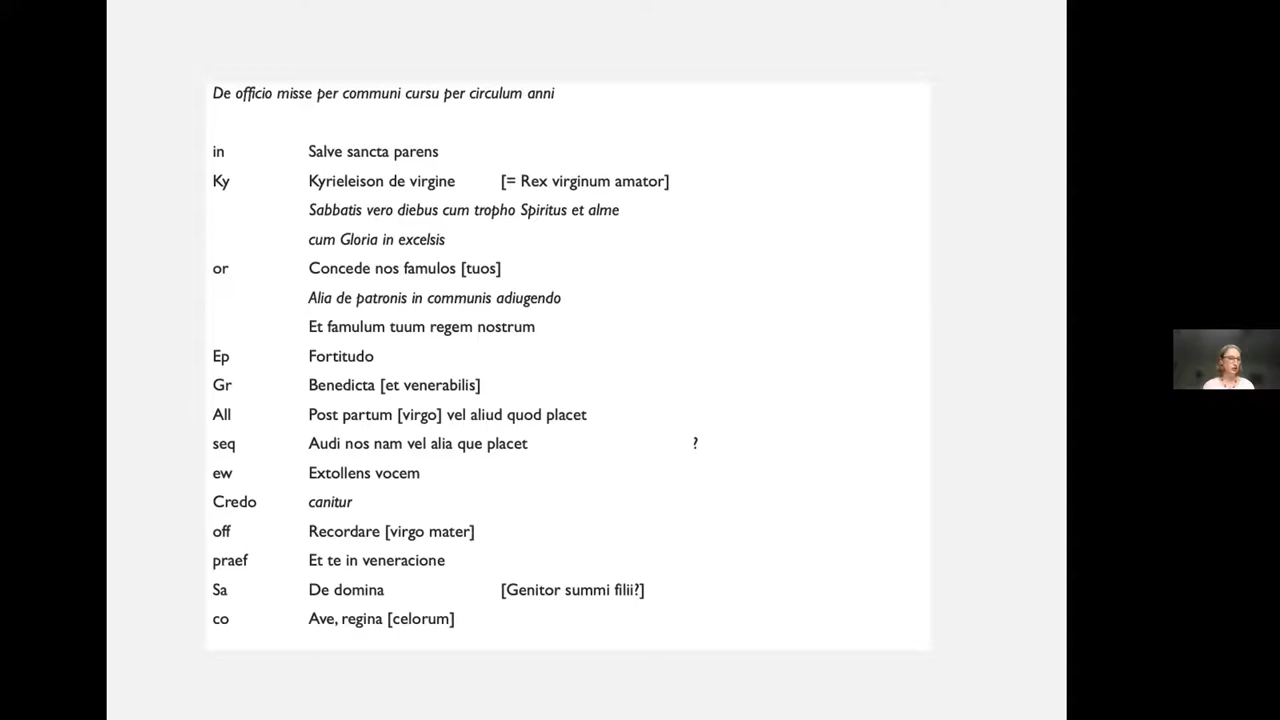 De officio misse per communi cursu per circulum anni
in Salve sancta parens
Ky Kyrieleison de virgine [= Rex virginum amator]
Sabbatis vero diebus cum tropho Spiritus et alme
cum Gloria in excelsis
or Concede nos famulos [tuos]
Alia de patronis in communis adiugendo
Et famulum tuum regem nostrum
Ep Fortitudo
Gr Benedicta [et venerabilis]
All Post partum [virgo] vel aliud quod placet
seq Audi nos nam vel alia que placet ?
ew Extollens vocem
Credo canitur
off Recordare [virgo mater]
praef Et te in veneracione
Sa De domina [Genitor summi filii?]
co Ave, regina [celorum]